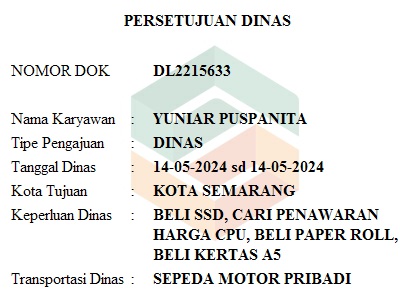 PERSETUJUAN DINAS
NOMOR DOK DL2215633
Nama Karyawan : YUNIAR PUSPANITA
Tipe Pengajuan : DINAS
Tanggal Dinas : 14-05-2024 sd 14-05-2024
Kota Tujuan : KOTA SEMARANG
Keperluan Dinas : BELI SSD, CARI PENAWARAN
HARGA CPU, BELI PAPER ROLL,
BELI KERTAS A5
Transportasi Dinas : SEPEDA MOTOR PRIBADI